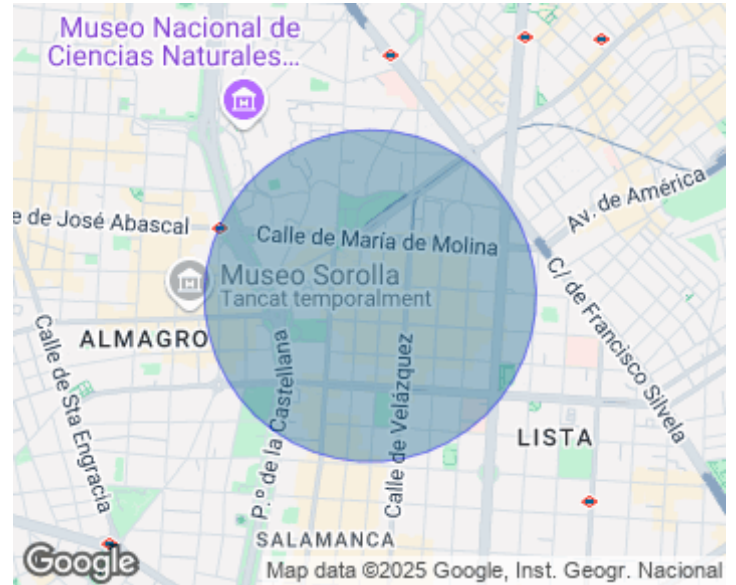 Museo Nacional de
Ciencias Naturales...
Av. de América
e de José Abascal
Calle de María de Molina
Museo Sorolla
Tancat temporalment
C/ de Francisco Silvela
ALMAGRO
Calle de Sta Engracia
P.º de la Castellana
Calle de Velázquez
LISTA
SALAMANCA
Google
Map data ©2025 Google, Inst. Geogr. Nacional